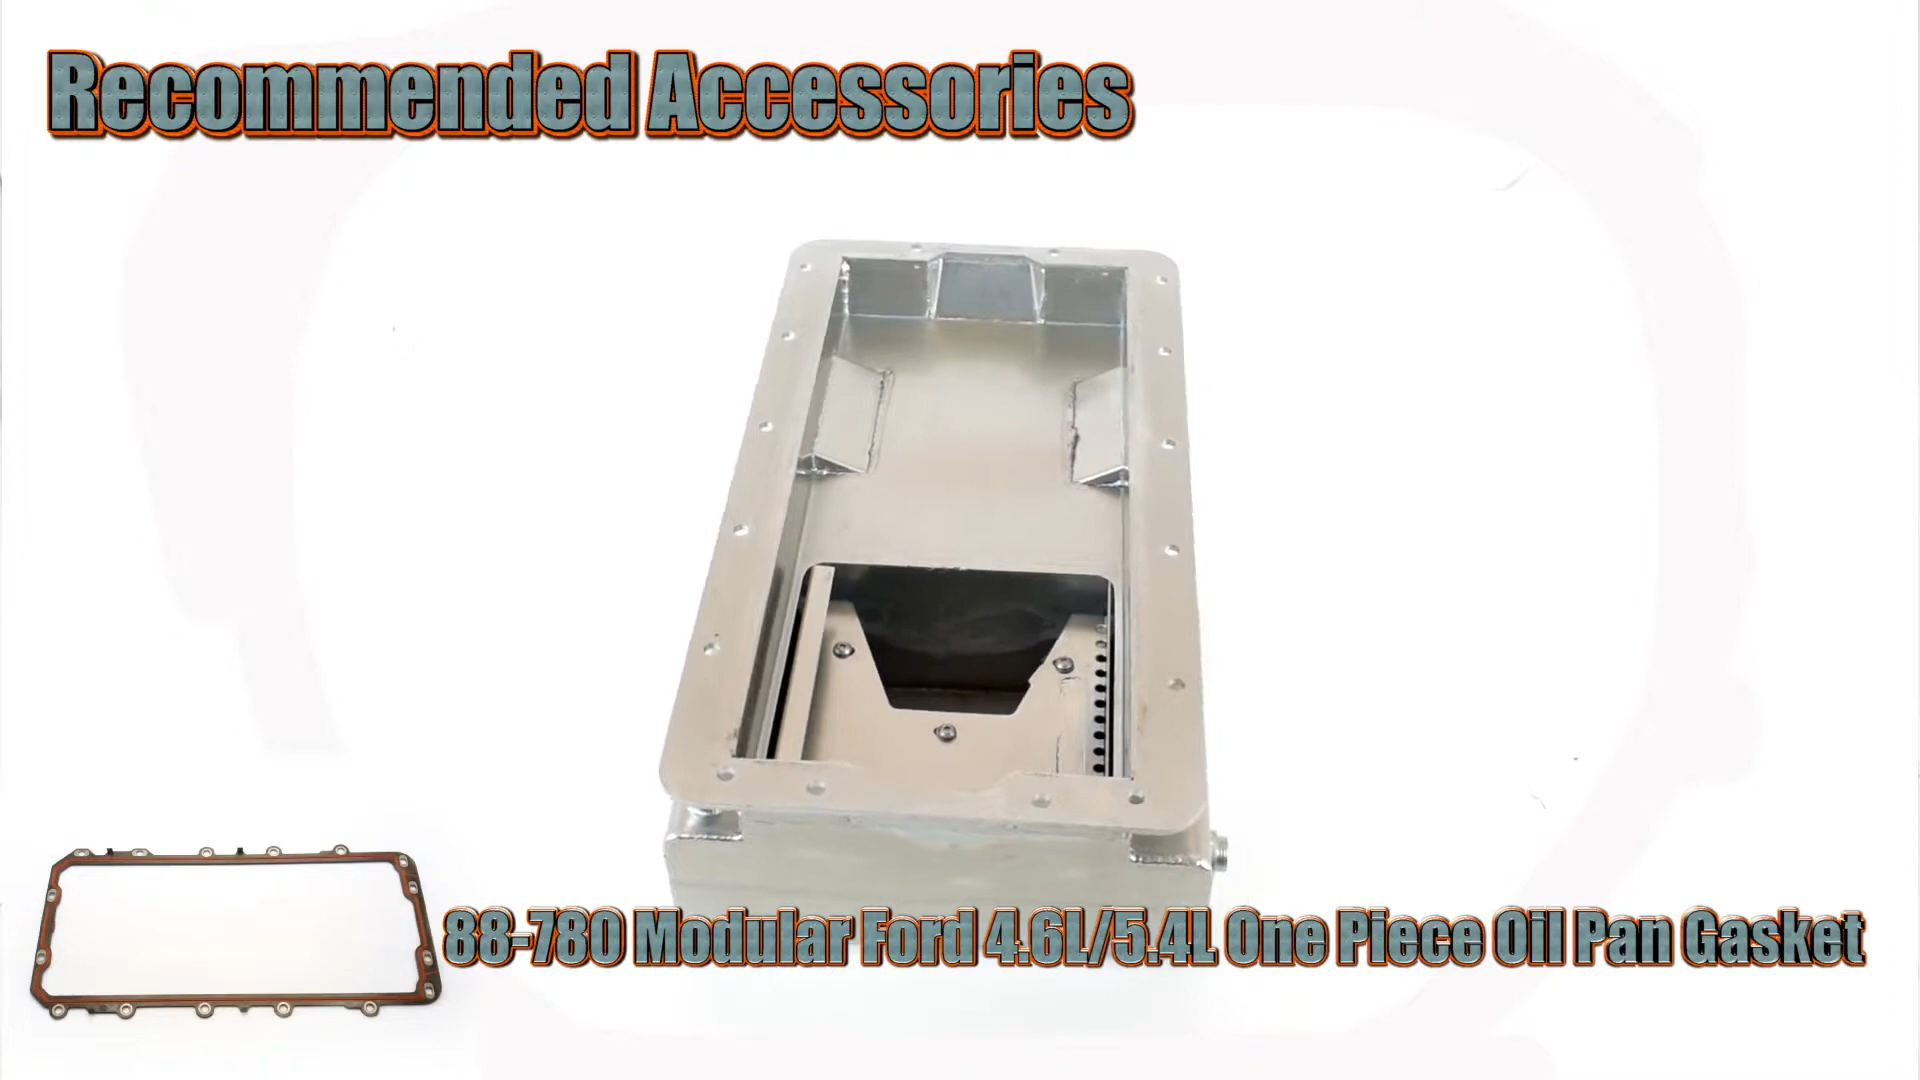 Recommended Accessories
88-780 Modular Ford 4.6L/5.4L One Piece Oil Pan Gasket